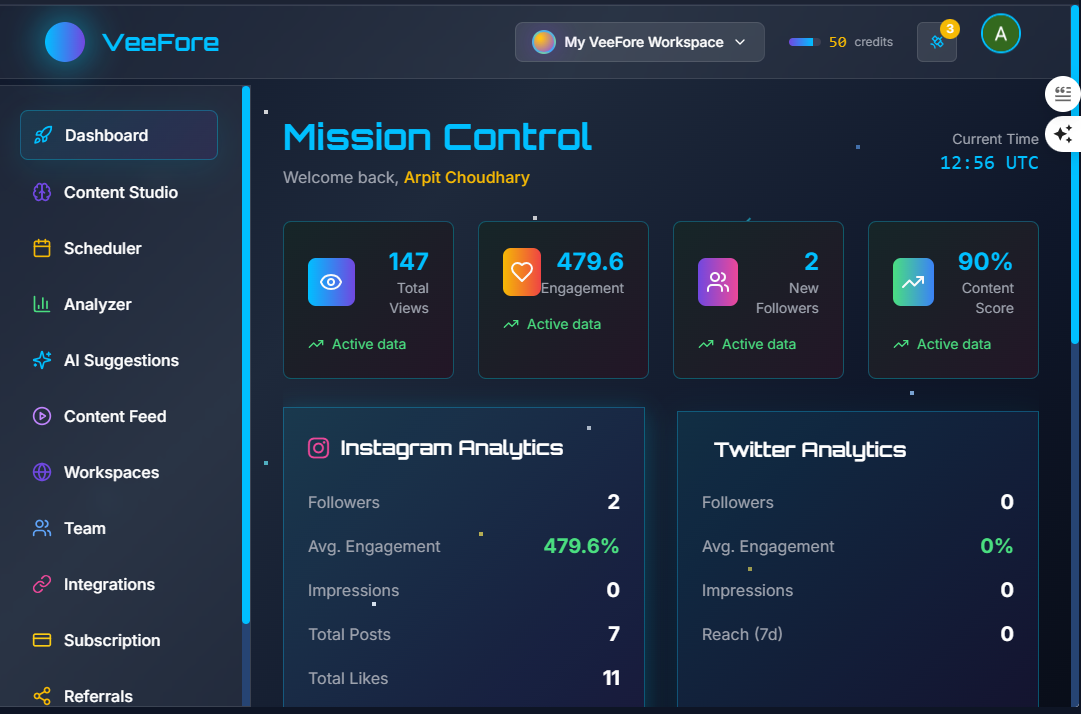 VeeFore
My VeeFore Workspace
50 credits
3
A
Dashboard
Content Studio
Scheduler
Analyzer
AI Suggestions
Content Feed
Workspaces
Team
Integrations
Subscription
Referrals
Mission Control
Welcome back, Arpit Choudhary
Current Time
12:56 UTC
147
Total
Views
Active data
479.6
Engagement
Active data
2
New
Followers
Active data
90%
Content
Score
Active data
Instagram Analytics
Followers 2
Avg. Engagement 479.6%
Impressions 0
Total Posts 7
Total Likes 11
Twitter Analytics
Followers 0
Avg. Engagement 0%
Impressions 0
Reach (7d) 0